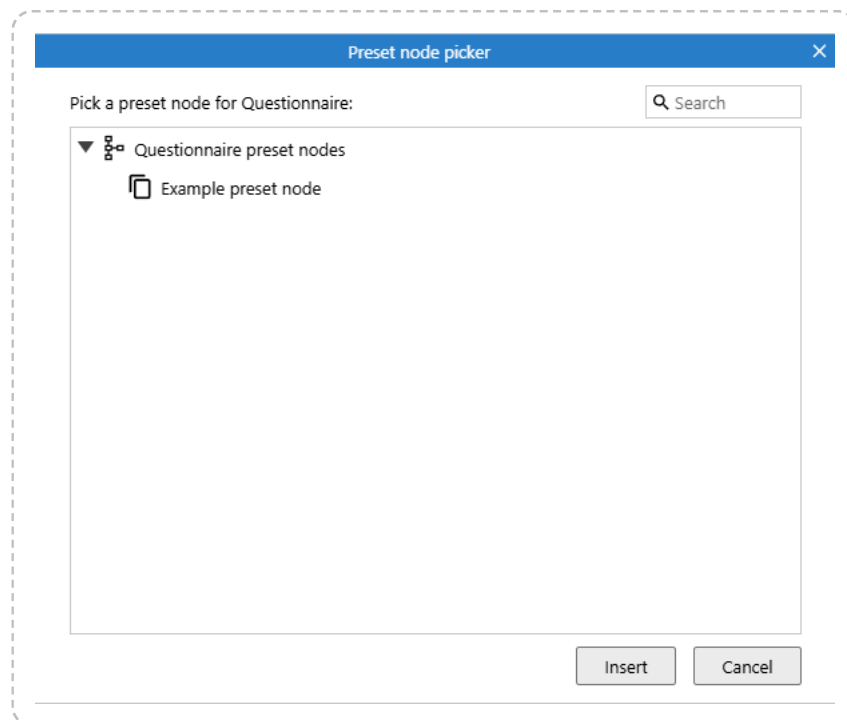 Preset node picker
Pick a preset node for Questionnaire:
Search
Questionnaire preset nodes
Example preset node
Insert
Cancel